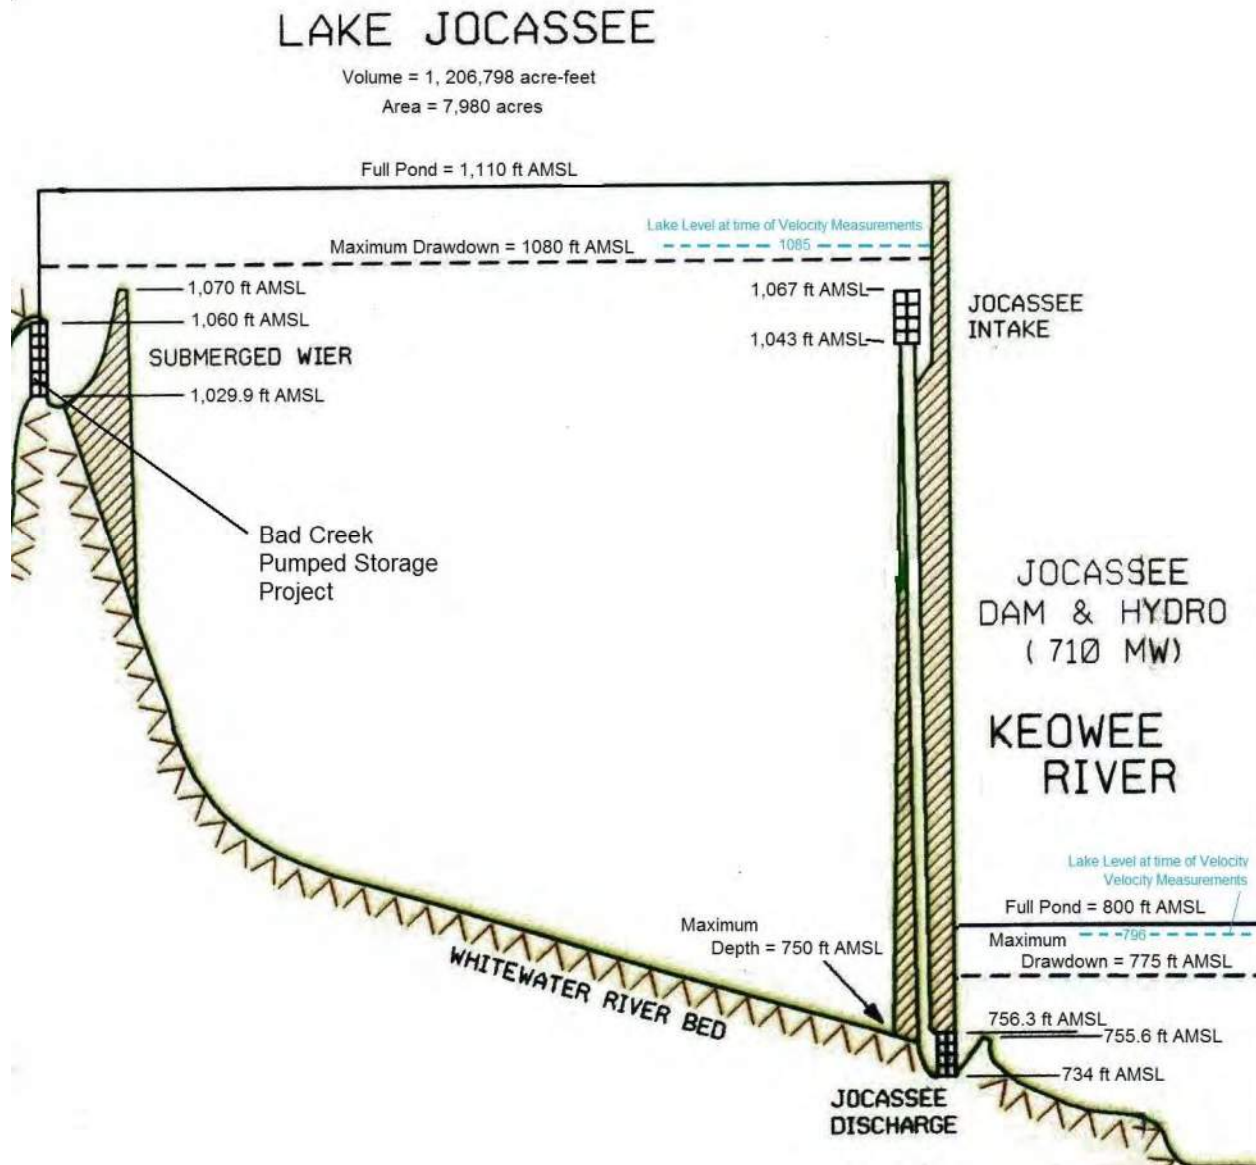 LAKE JOCASSEE
Volume = 1, 206,798 acre-feet
Area = 7,980 acres
Full Pond = 1,110 ft AMSL
Lake Level at time of Velocity Measurements
1085
Maximum Drawdown = 1080 ft AMSL
1,070 ft AMSL
1,060 ft AMSL
SUBMERGED WIER
1,029.9 ft AMSL
1,067 ft AMSL
1,043 ft AMSL
JOCASSEE
INTAKE
Bad Creek
Pumped Storage
Project
JOCASSEE
DAM & HYDRO
( 710 MW)
KEOWEE
RIVER
Lake Level at time of Velocity
Velocity Measurements
Full Pond = 800 ft AMSL
796
Maximum
Drawdown = 775 ft AMSL
Maximum
Depth = 750 ft AMSL
WHITEWATER RIVER BED
756.3 ft AMSL
755.6 ft AMSL
734 ft AMSL
JOCASSEE
DISCHARGE